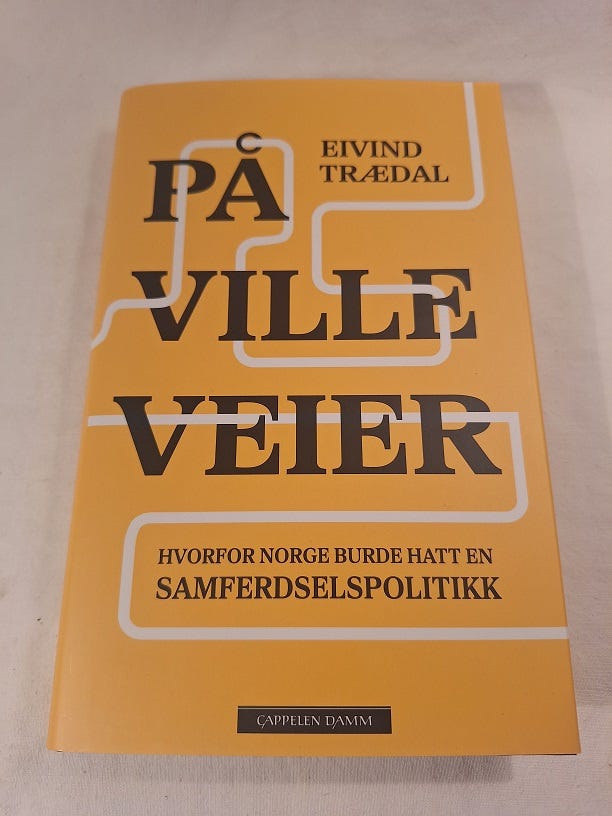 EIVIND
TRÆDAL
PÅ
VILLE
VEIER
HVORFOR NORGE BURDE HATT EN
SAMFERDSELSPOLITIKK
CAPPELEN DAMM